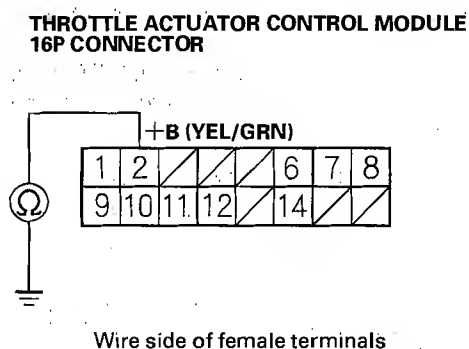 THROTTLE ACTUATOR CONTROL MODULE
16P CONNECTOR
+B (YEL/GRN)
1 2 6 7 8
Ω
9 10 11 12 14
Wire side of female terminals